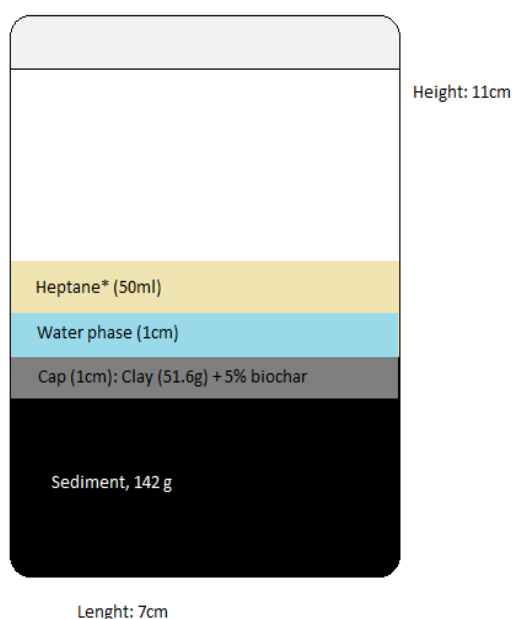 Height: 11cm
Heptane* (50ml)
Water phase (1cm)
Cap (1cm): Clay (51.6g) + 5% biochar
Sediment, 142 g
Lenght: 7cm